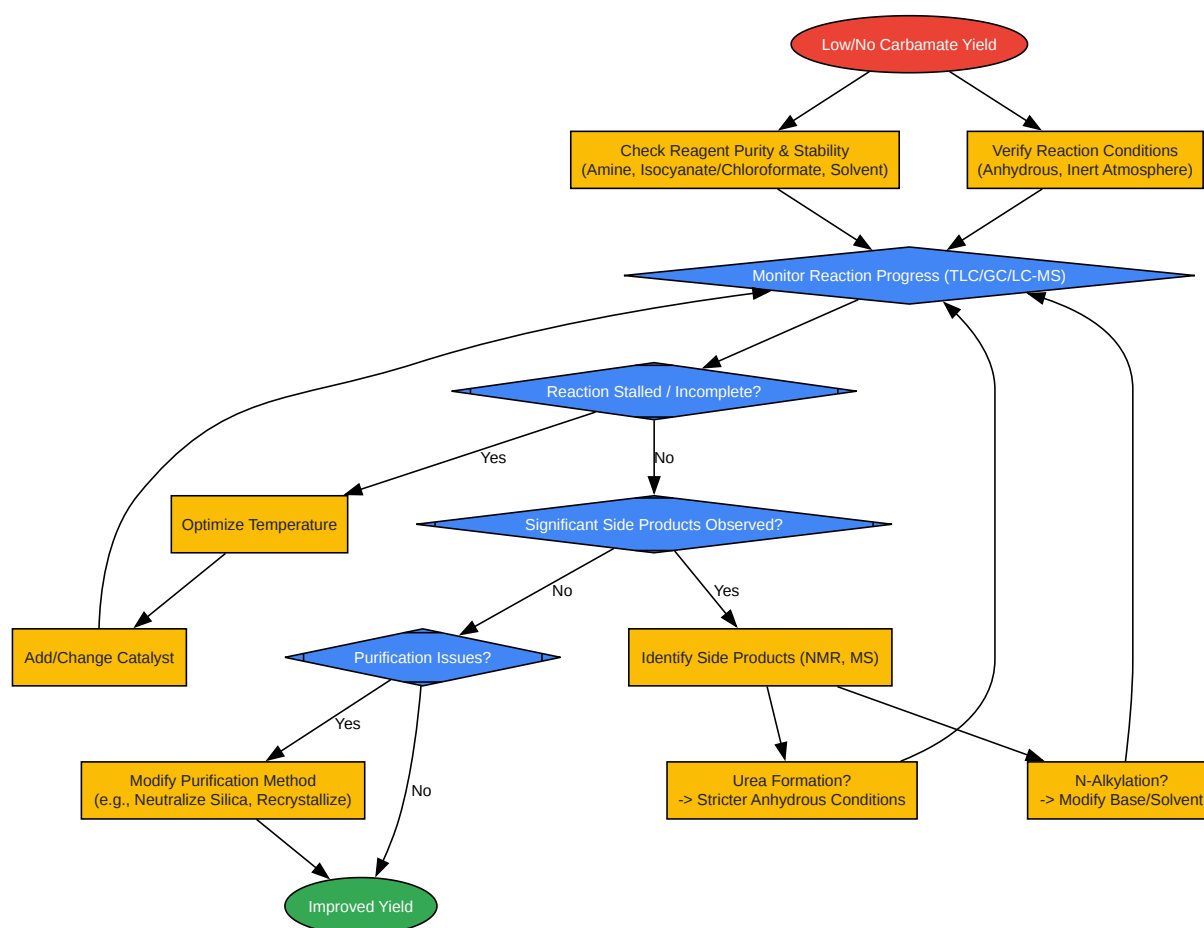 Low/No Carbamate Yield
Check Reagent Purity & Stability
(Amine, Isocyanate/Chloroformate, Solvent)
Verify Reaction Conditions
(Anhydrous, Inert Atmosphere)
Monitor Reaction Progress (TLC/GC/LC-MS)
Reaction Stalled / Incomplete?
Yes
No
Optimize Temperature
Significant Side Products Observed?
No
Yes
Add/Change Catalyst
Purification Issues?
Identify Side Products (NMR, MS)
Yes
No
Modify Purification Method
(e.g., Neutralize Silica, Recrystallize)
Urea Formation?
-> Stricter Anhydrous Conditions
N-Alkylation?
-> Modify Base/Solvent
Improved Yield